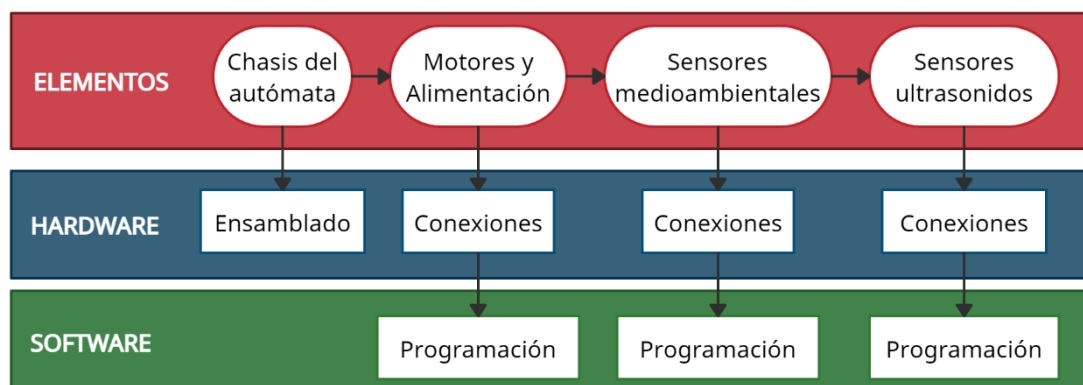 ELEMENTOS
Chasis del
autómata
Motores y
Alimentación
Sensores
medioambientales
Sensores
ultrasonidos
HARDWARE
Ensamblado
Conexiones
Conexiones
Conexiones
SOFTWARE
Programación
Programación
Programación